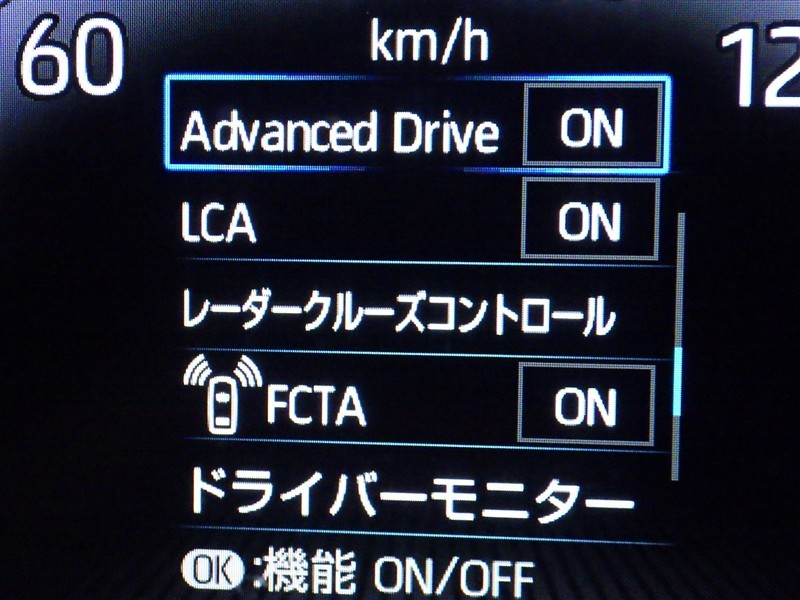 60 km/h 12
Advanced Drive ON
LCA ON
レーダークルーズコントロール
FCTA ON
ドライバーモニター
OK:機能 ON/OFF